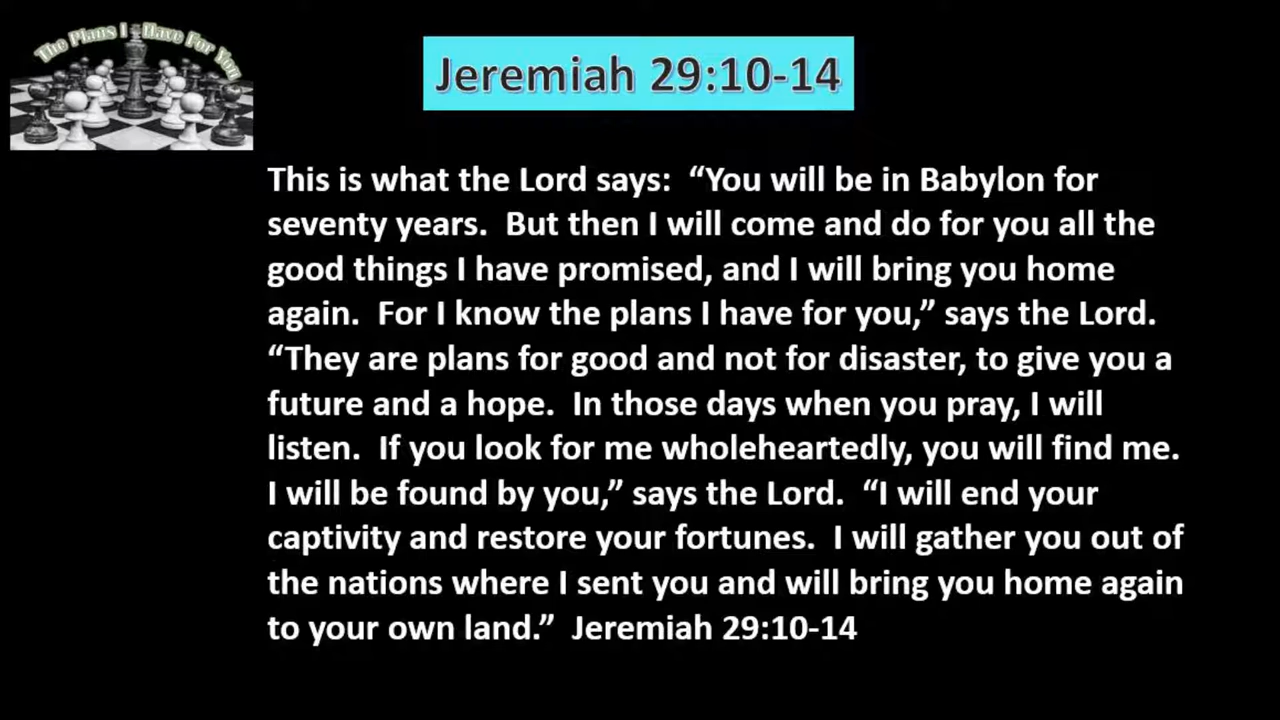 The Plans I Have For You
Jeremiah 29:10-14
This is what the Lord says:  “You will be in Babylon for
seventy years.  But then I will come and do for you all the
good things I have promised, and I will bring you home
again.  For I know the plans I have for you,” says the Lord.
“They are plans for good and not for disaster, to give you a
future and a hope.  In those days when you pray, I will
listen.  If you look for me wholeheartedly, you will find me.
I will be found by you,” says the Lord.  “I will end your
captivity and restore your fortunes.  I will gather you out of
the nations where I sent you and will bring you home again
to your own land.”  Jeremiah 29:10-14